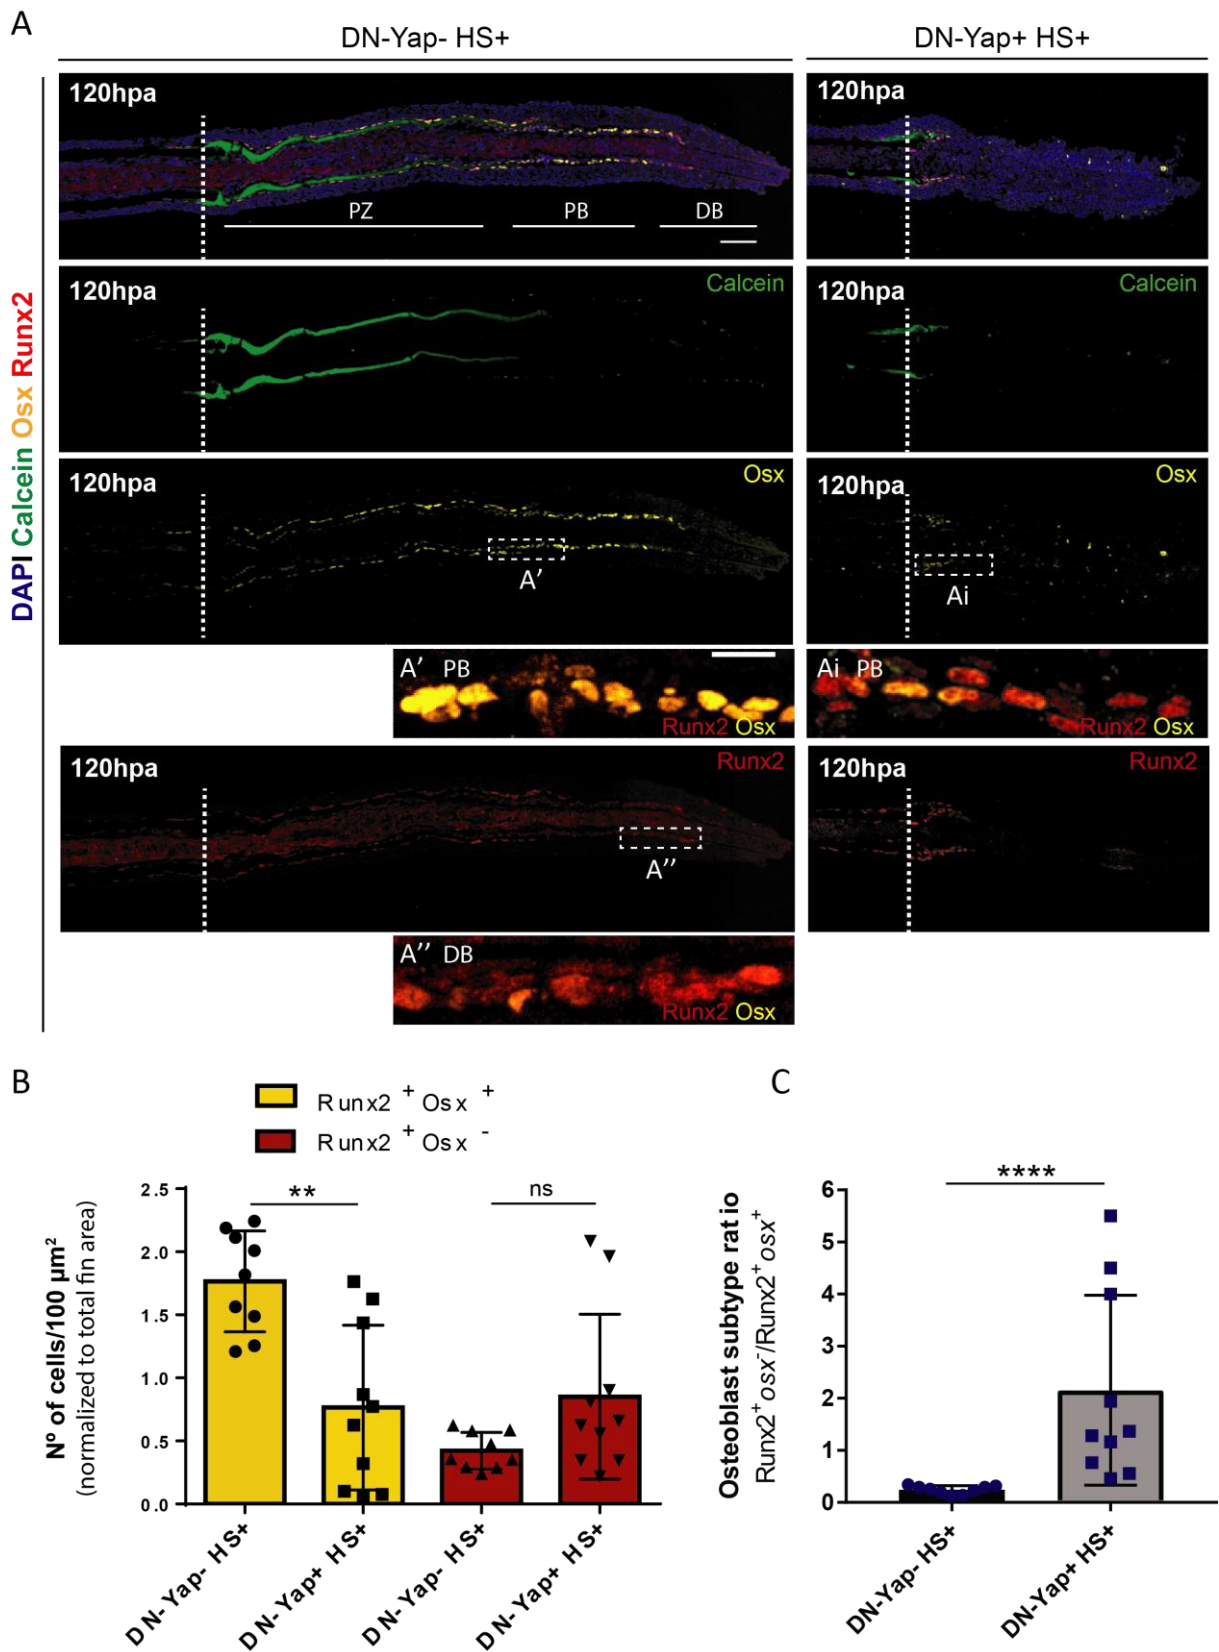 A
DN-Yap- HS+
DN-Yap+ HS+
DAPI Calcein Osx Runx2
120hpa
PZ
PB
DB
120hpa
120hpa
Calcein
120hpa
Calcein
120hpa
Osx
A'
120hpa
Osx
Ai
A' PB
Runx2 Osx
Ai PB
Runx2 Osx
120hpa
Runx2
A''
120hpa
Runx2
A'' DB
Runx2 Osx
B
Runx2 + Osx +
Runx2 + Osx -
Nº of cells/100 µm²
(normalized to total fin area)
2.5
2.0
1.5
1.0
0.5
0.0
**
ns
DN-Yap- HS+
DN-Yap+ HS+
DN-Yap- HS+
DN-Yap+ HS+
C
Osteoblast subtype ratio
Runx2⁺osx⁻/Runx2⁺osx⁺
6
5
4
3
2
1
0
****
DN-Yap- HS+
DN-Yap+ HS+